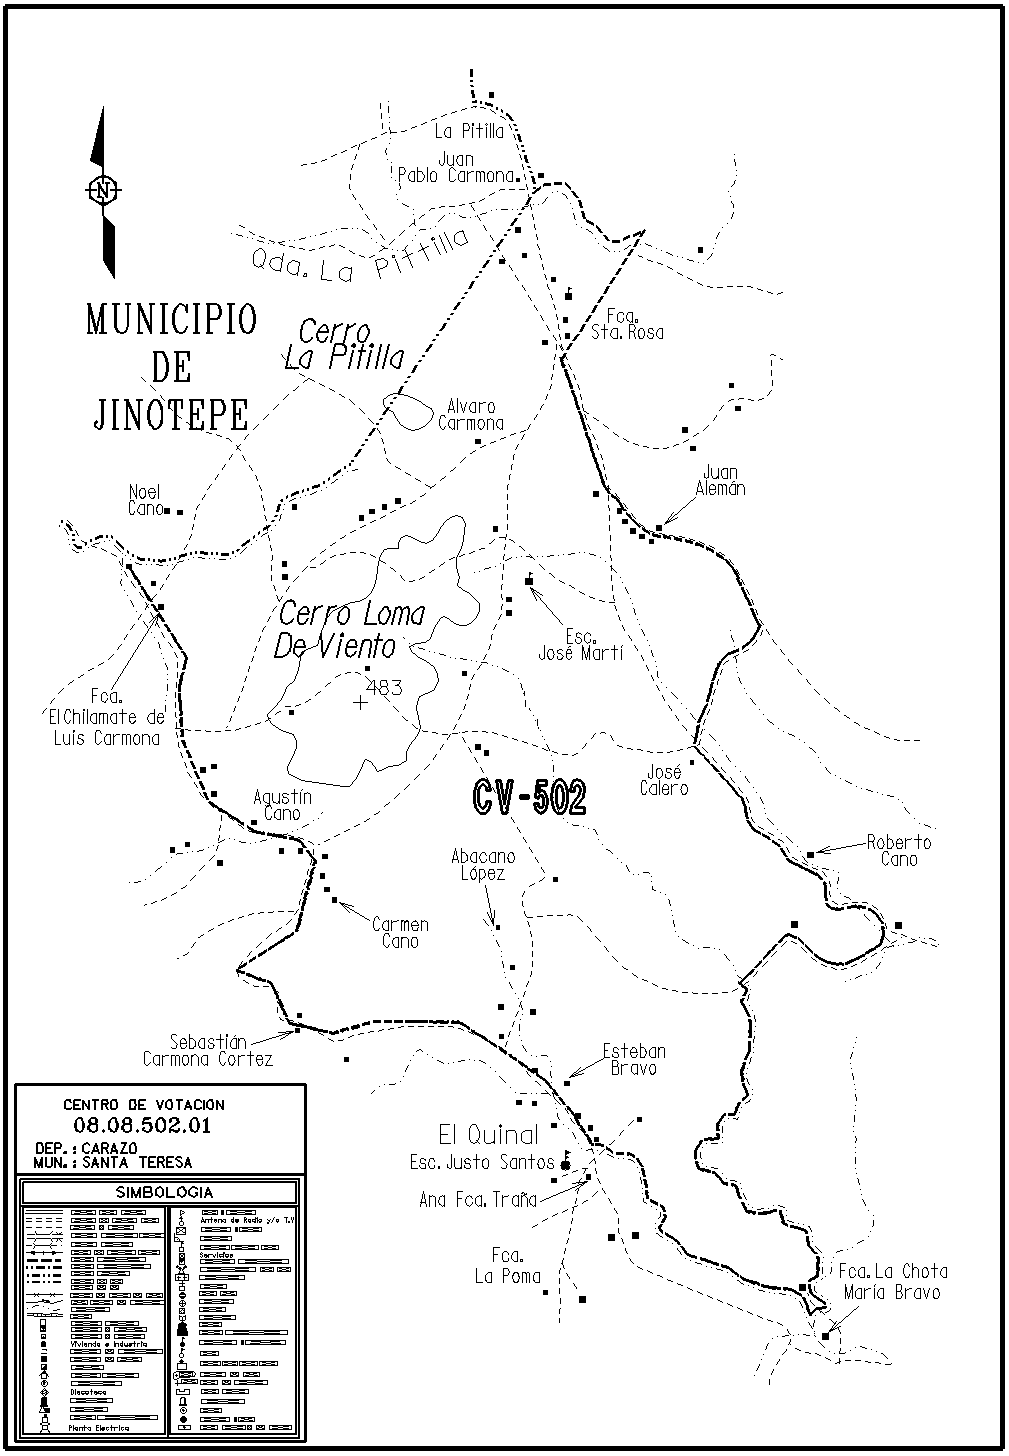 La Pitilla
Juan
Pablo Carmona
N
Qda. La Pittilla
MUNICIPIO
DE
JINOTEPE
Cerro
La Pitilla
Fca.
Sta. Rosa
Alvaro
Carmona
Juan
Alemán
Noel
Cano
Cerro Loma
De Viento
Esc.
José Martí
483
Fca.
El Chilamate de
Luis Carmona
José
Calero
CV-502
Agustín
Cano
Roberto
Cano
Abacano
López
Carmen
Cano
Sebastián
Carmona Cortez
Esteban
Bravo
El Quinal
Esc. Justo Santos
Ana Fca. Traña
Fca.
La Poma
Fca. La Chota
María Bravo
CENTRO DE VOTACION
08.08.502.01
DEP.: CARAZO
MUN.: SANTA TERESA
SIMBOLOGIA
Antena de Radio y/o T.V
Servicios
Vivienda e Industria
Discoteca
Planta Electrica